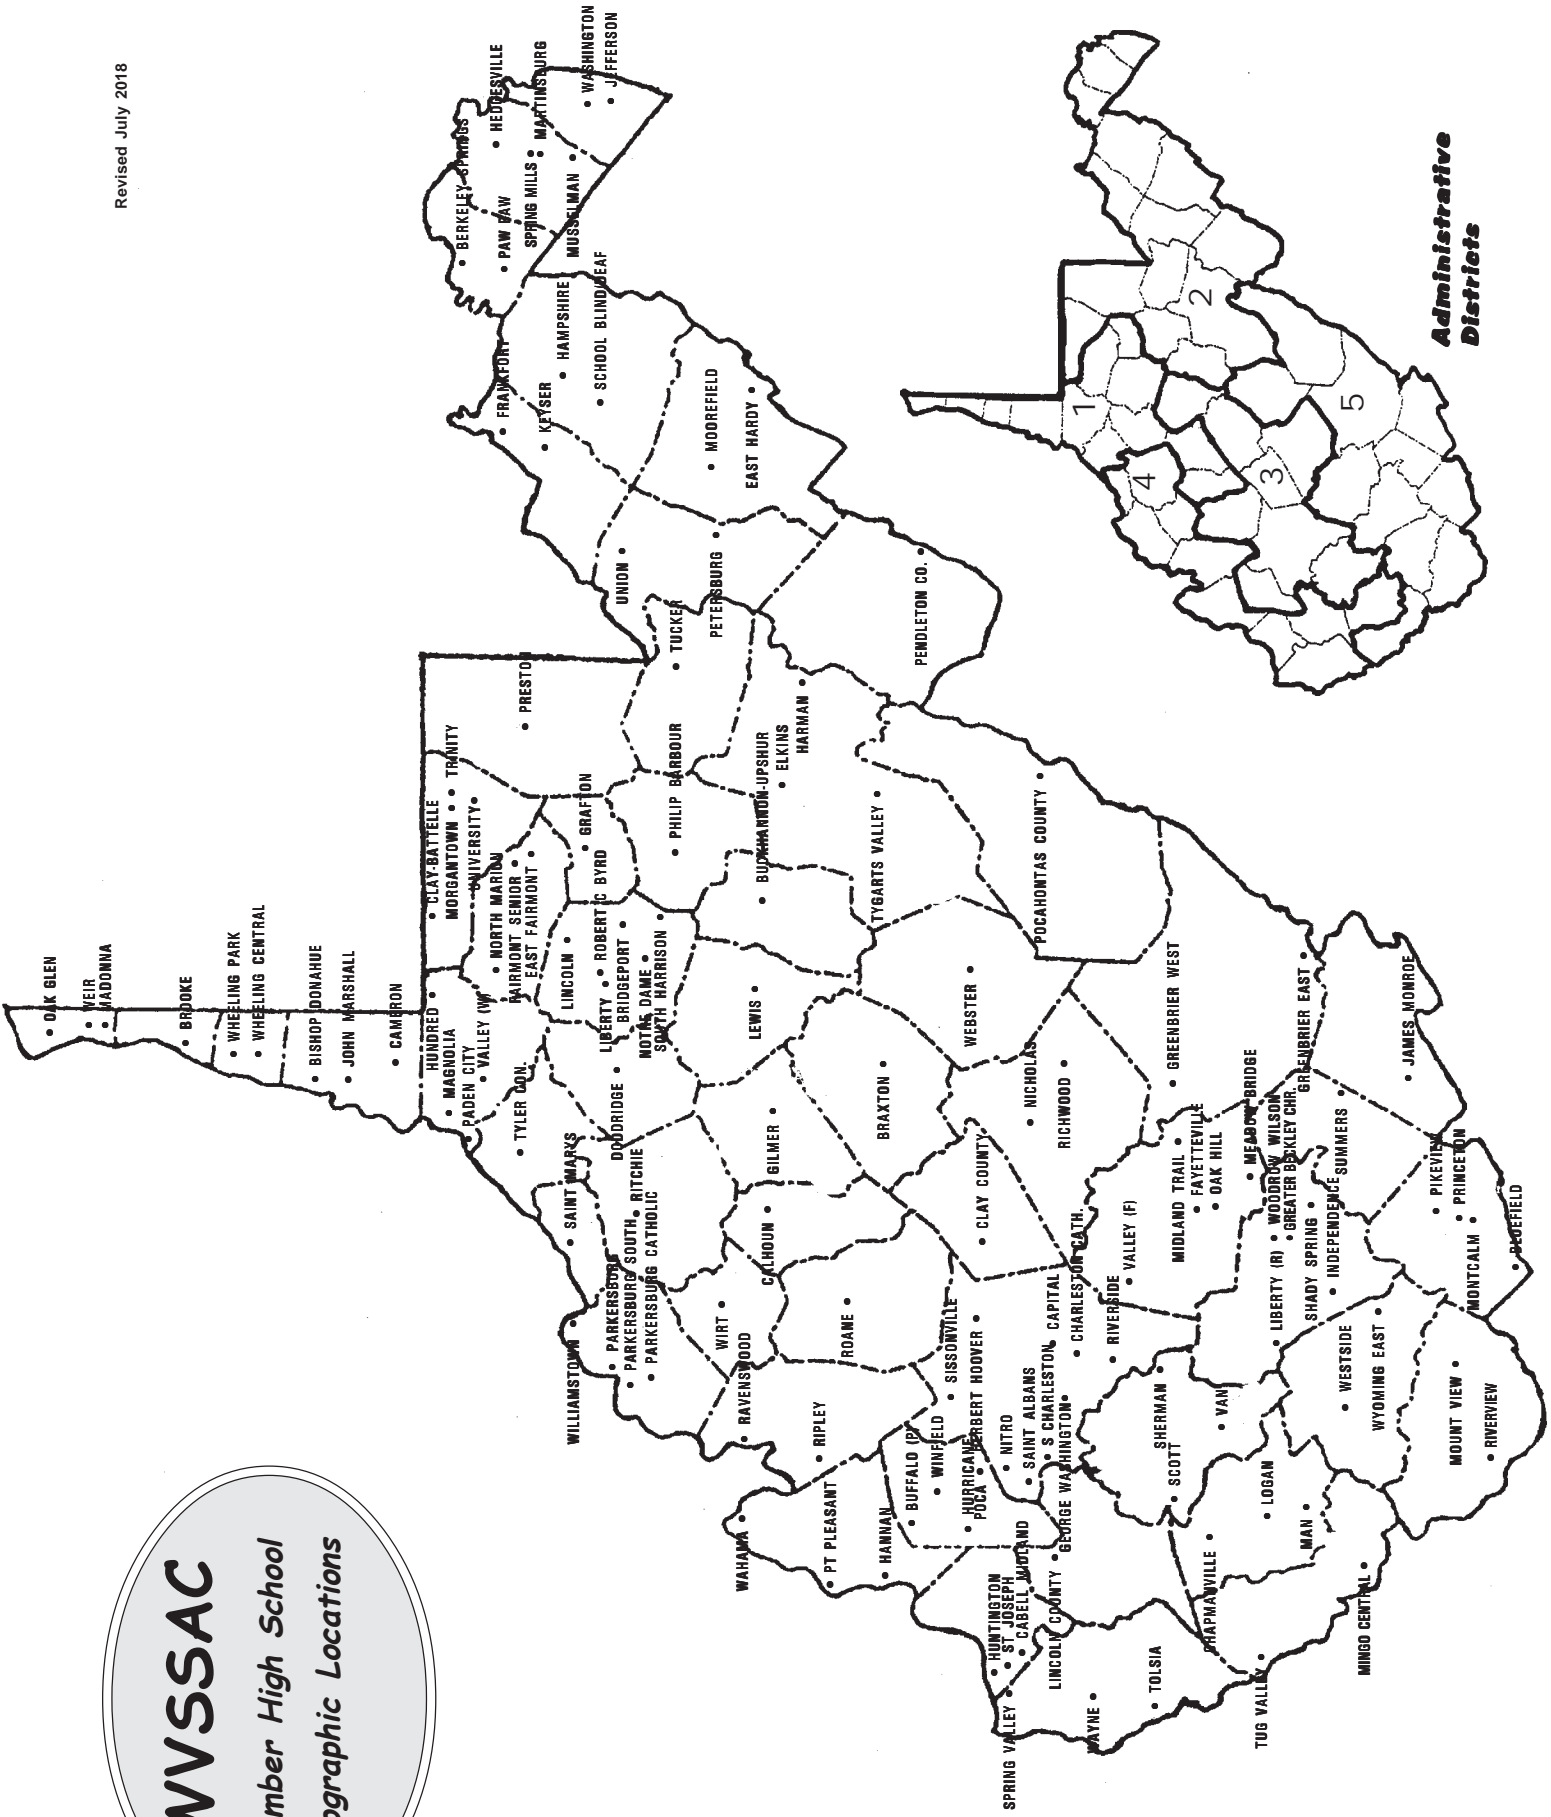 WVSSAC
mber High School
ographic Locations
Revised July 2018
OAK GLEN
WEIR
MADONNA
BROOKE
WHEELING PARK
WHEELING CENTRAL
BISHOP DONAHUE
JOHN MARSHALL
CAMERON
HUNDRED
MAGNOLIA
PADEN CITY
VALLEY (W)
TYLER CON.
CLAY-BATTELLE
MORGANTOWN
TRINITY
UNIVERSITY
NORTH MARION
FAIRMONT SENIOR
EAST FAIRMONT
PRESTON
GRAFTON
LINCOLN
ROBERT C BYRD
LIBERTY
BRIDGEPORT
NOTRE DAME
SOUTH HARRISON
PHILIP BARBOUR
TUCKER
UNION
PETERSBURG
FRANKFORT
KEYSER
HAMPSHIRE
SCHOOL BLIND/DEAF
MOOREFIELD
EAST HARDY
BERKELEY SPRINGS
PAW PAW
HEDGESVILLE
SPRING MILLS
MARTINSBURG
MUSSELMAN
WASHINGTON
JEFFERSON
PENDLETON CO.
HARMAN
ELKINS
BUCKHANNON-UPSHUR
TYGARTS VALLEY
POCAHONTAS COUNTY
LEWIS
DODDRIDGE
SAINT MARYS
RITCHIE
WILLIAMSTOWN
PARKERSBURG
PARKERSBURG SOUTH
PARKERSBURG CATHOLIC
GILMER
CALHOUN
WIRT
RAVENSWOOD
RIPLEY
ROANE
BRAXTON
WEBSTER
NICHOLAS
RICHWOOD
CLAY COUNTY
GREENBRIER WEST
GREENBRIER EAST
JAMES MONROE
WAHAMA
PT PLEASANT
HANNAN
BUFFALO (P)
WINFIELD
HURRICANE
POCA
SISSONVILLE
HERBERT HOOVER
NITRO
SAINT ALBANS
S CHARLESTON
GEORGE WASHINGTON
CAPITAL
CHARLESTON CATH.
RIVERSIDE
VALLEY (F)
MIDLAND TRAIL
FAYETTEVILLE
OAK HILL
MEADOW BRIDGE
WOODROW WILSON
GREATER BECKLEY CHR.
LIBERTY (R)
SHADY SPRING
INDEPENDENCE
SUMMERS
PIKEVIEW
PRINCETON
MONTCALM
BLUEFIELD
WESTSIDE
WYOMING EAST
MOUNT VIEW
RIVERVIEW
SHERMAN
SCOTT
VAN
LOGAN
MAN
CHAPMANVILLE
MINGO CENTRAL
TUG VALLEY
HUNTINGTON
ST JOSEPH
CABELL MIDLAND
LINCOLN COUNTY
SPRING VALLEY
WAYNE
TOLSIA
1
2
3
4
5
Administrative
Districts